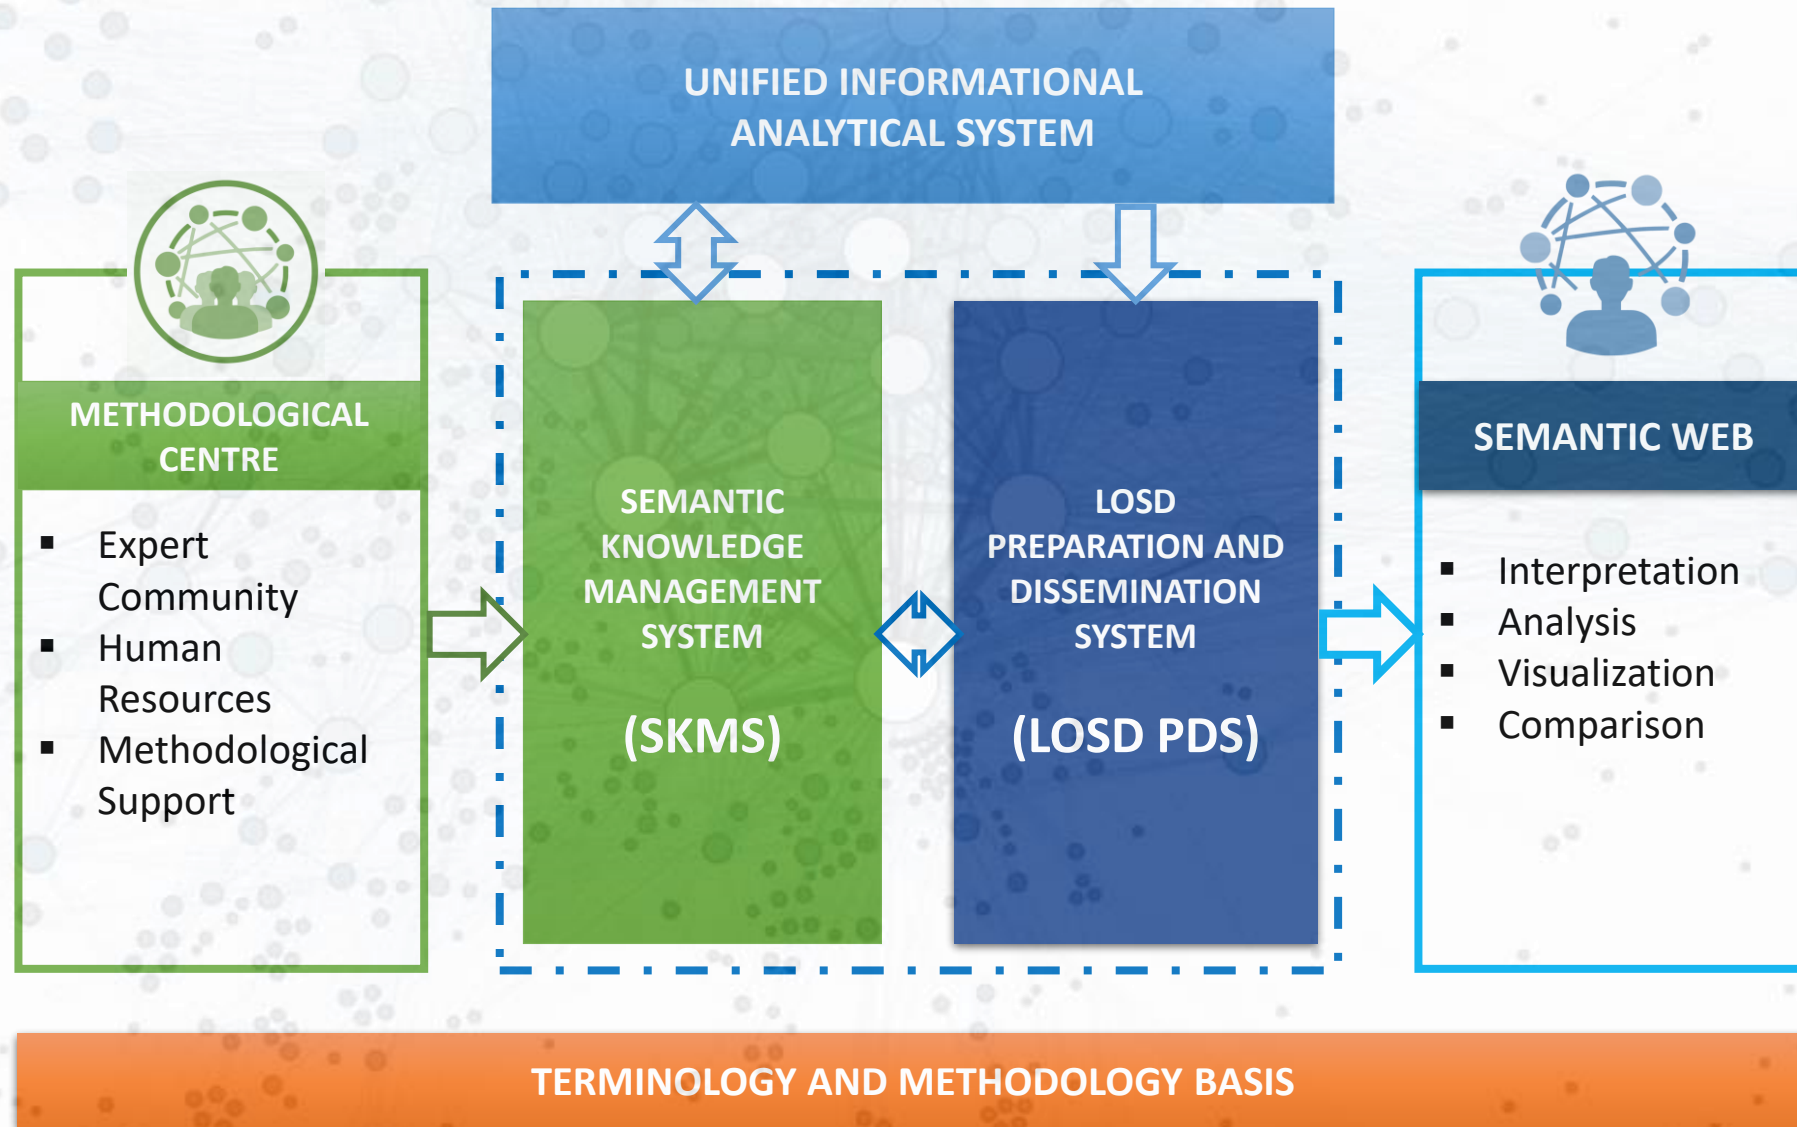 UNIFIED INFORMATIONAL
ANALYTICAL SYSTEM
METHODOLOGICAL
CENTRE
▪ Expert
Community
▪ Human
Resources
▪ Methodological
Support
SEMANTIC
KNOWLEDGE
MANAGEMENT
SYSTEM
(SKMS)
LOSD
PREPARATION AND
DISSEMINATION
SYSTEM
(LOSD PDS)
SEMANTIC WEB
▪ Interpretation
▪ Analysis
▪ Visualization
▪ Comparison
TERMINOLOGY AND METHODOLOGY BASIS